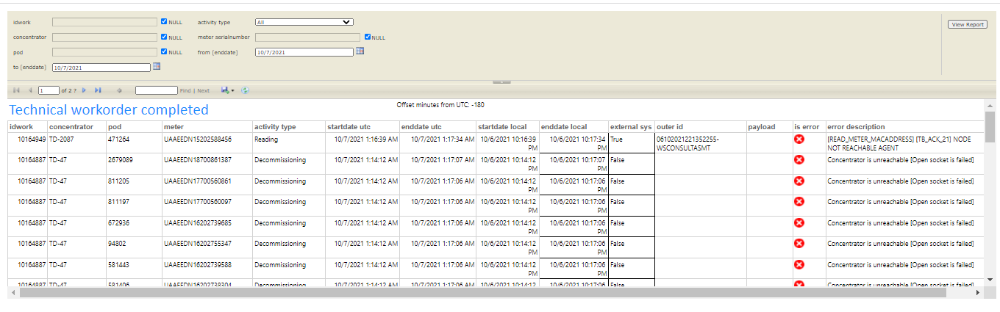 idwork NULL activity type All
concentrator NULL meter serialnumber NULL
View Report
pod NULL from [enddate] 10/7/2021
to [enddate] 10/7/2021
1 of 2 ? Find | Next
Offset minutes from UTC: -180
Technical workorder completed
idwork concentrator pod meter activity type startdate utc enddate utc startdate local enddate local external sys outer id payload is error error description
10164949 TD-2087 471264 UAAEEDN15202588456 Reading 10/7/2021 1:16:39 AM 10/7/2021 1:17:34 AM 10/6/2021 10:16:39 10/6/2021 10:17:34 True 06102021221352255- [READ_METER_MACADDRESS] [TB_ACK_21] NODE
PM PM WSCONSULTASMT NOT REACHABLE AGENT
10164887 TD-47 2679089 UAAEEDN18700861387 Decommissioning 10/7/2021 1:14:12 AM 10/7/2021 1:17:07 AM 10/6/2021 10:14:12 10/6/2021 10:17:07 False Concentrator is unreachable [Open socket is failed]
PM PM
10164887 TD-47 811205 UAAEEDN17700560861 Decommissioning 10/7/2021 1:14:12 AM 10/7/2021 1:17:06 AM 10/6/2021 10:14:12 10/6/2021 10:17:06 False Concentrator is unreachable [Open socket is failed]
PM PM
10164887 TD-47 811197 UAAEEDN17700560097 Decommissioning 10/7/2021 1:14:12 AM 10/7/2021 1:17:06 AM 10/6/2021 10:14:12 10/6/2021 10:17:06 False Concentrator is unreachable [Open socket is failed]
PM PM
10164887 TD-47 672936 UAAEEDN16202739685 Decommissioning 10/7/2021 1:14:12 AM 10/7/2021 1:17:06 AM 10/6/2021 10:14:12 10/6/2021 10:17:06 False Concentrator is unreachable [Open socket is failed]
PM PM
10164887 TD-47 94802 UAAEEDN16202755347 Decommissioning 10/7/2021 1:14:12 AM 10/7/2021 1:17:06 AM 10/6/2021 10:14:12 10/6/2021 10:17:06 False Concentrator is unreachable [Open socket is failed]
PM PM
10164887 TD-47 581443 UAAEEDN16202739588 Decommissioning 10/7/2021 1:14:12 AM 10/7/2021 1:17:06 AM 10/6/2021 10:14:12 10/6/2021 10:17:06 False Concentrator is unreachable [Open socket is failed]
PM PM
10164887 TD-47 581406 UAAEEDN16202738304 Decommissioning 10/7/2021 1:14:12 AM 10/7/2021 1:17:06 AM 10/6/2021 10:14:12 10/6/2021 10:17:06 False Concentrator is unreachable [Open socket is failed]